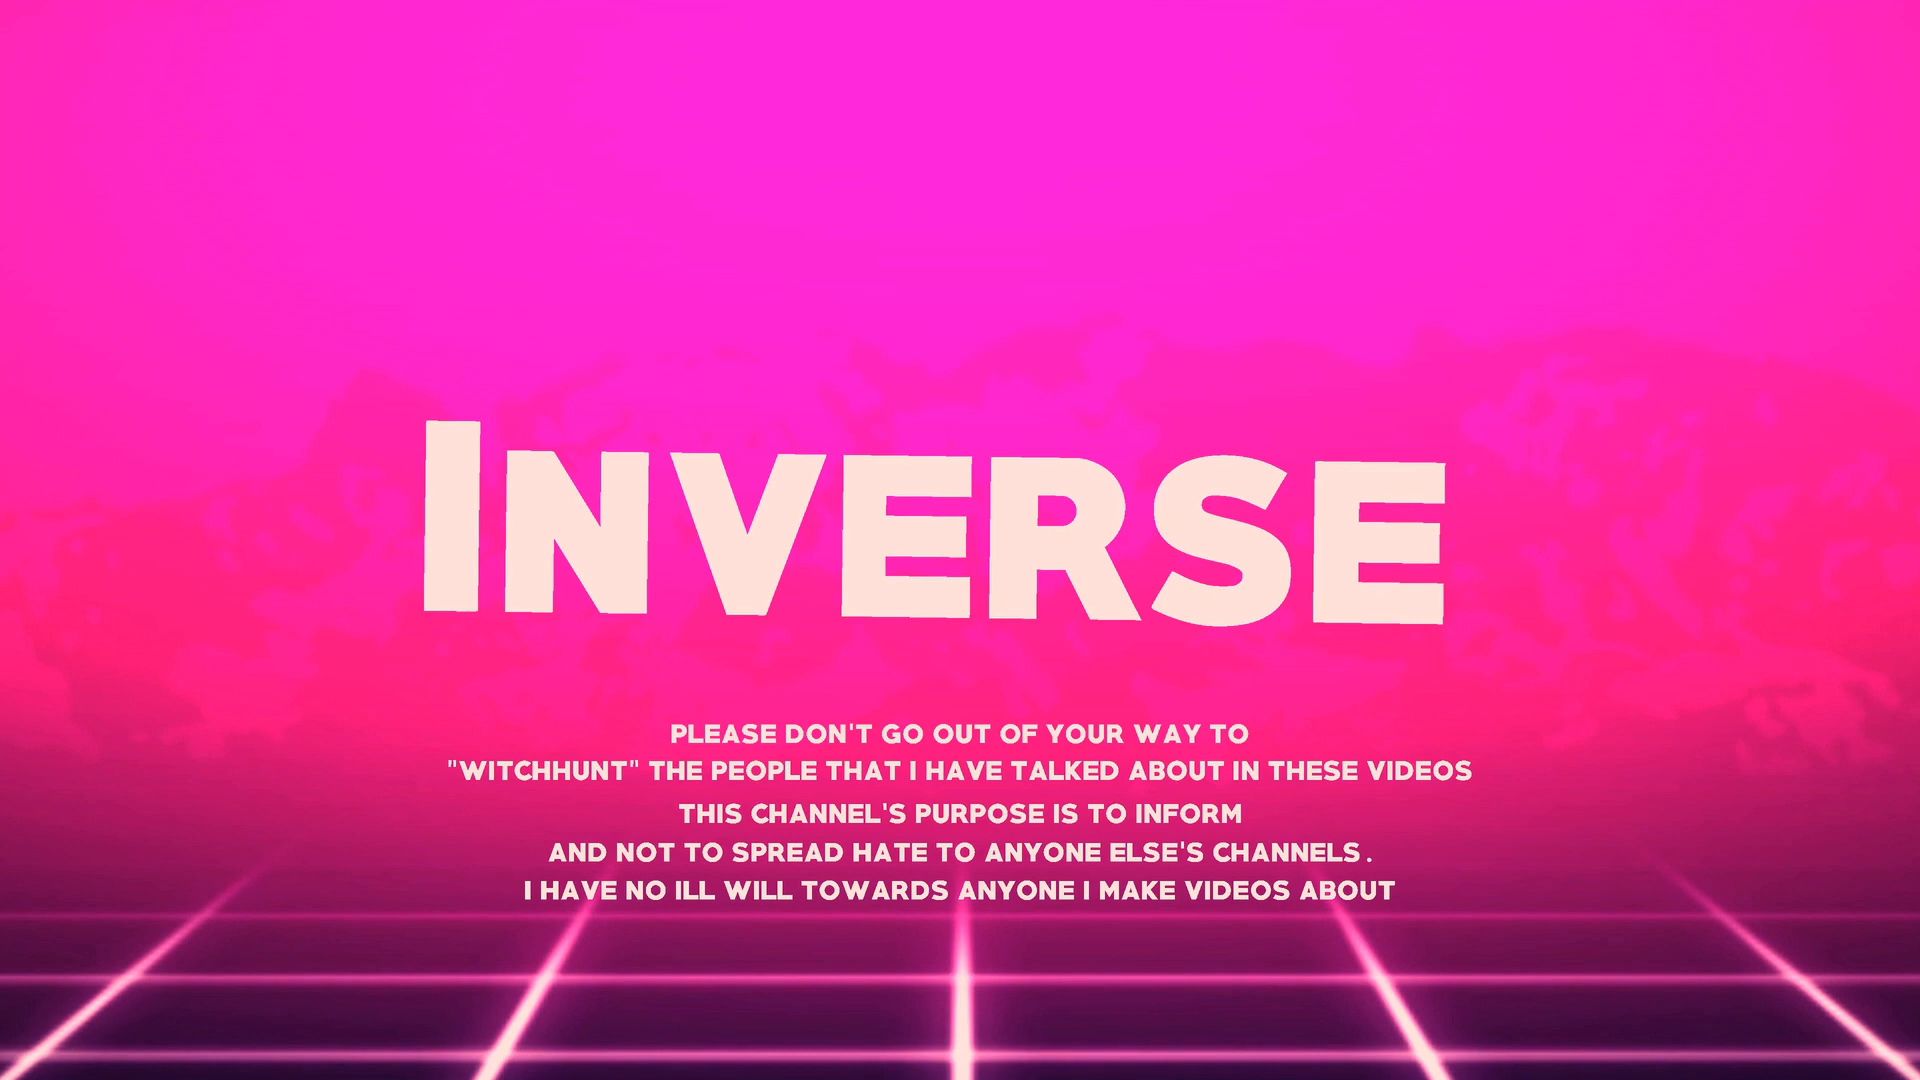 INVERSE
PLEASE DON'T GO OUT OF YOUR WAY TO
"WITCHHUNT" THE PEOPLE THAT I HAVE TALKED ABOUT IN THESE VIDEOS
THIS CHANNEL'S PURPOSE IS TO INFORM
AND NOT TO SPREAD HATE TO ANYONE ELSE'S CHANNELS.
I HAVE NO ILL WILL TOWARDS ANYONE I MAKE VIDEOS ABOUT